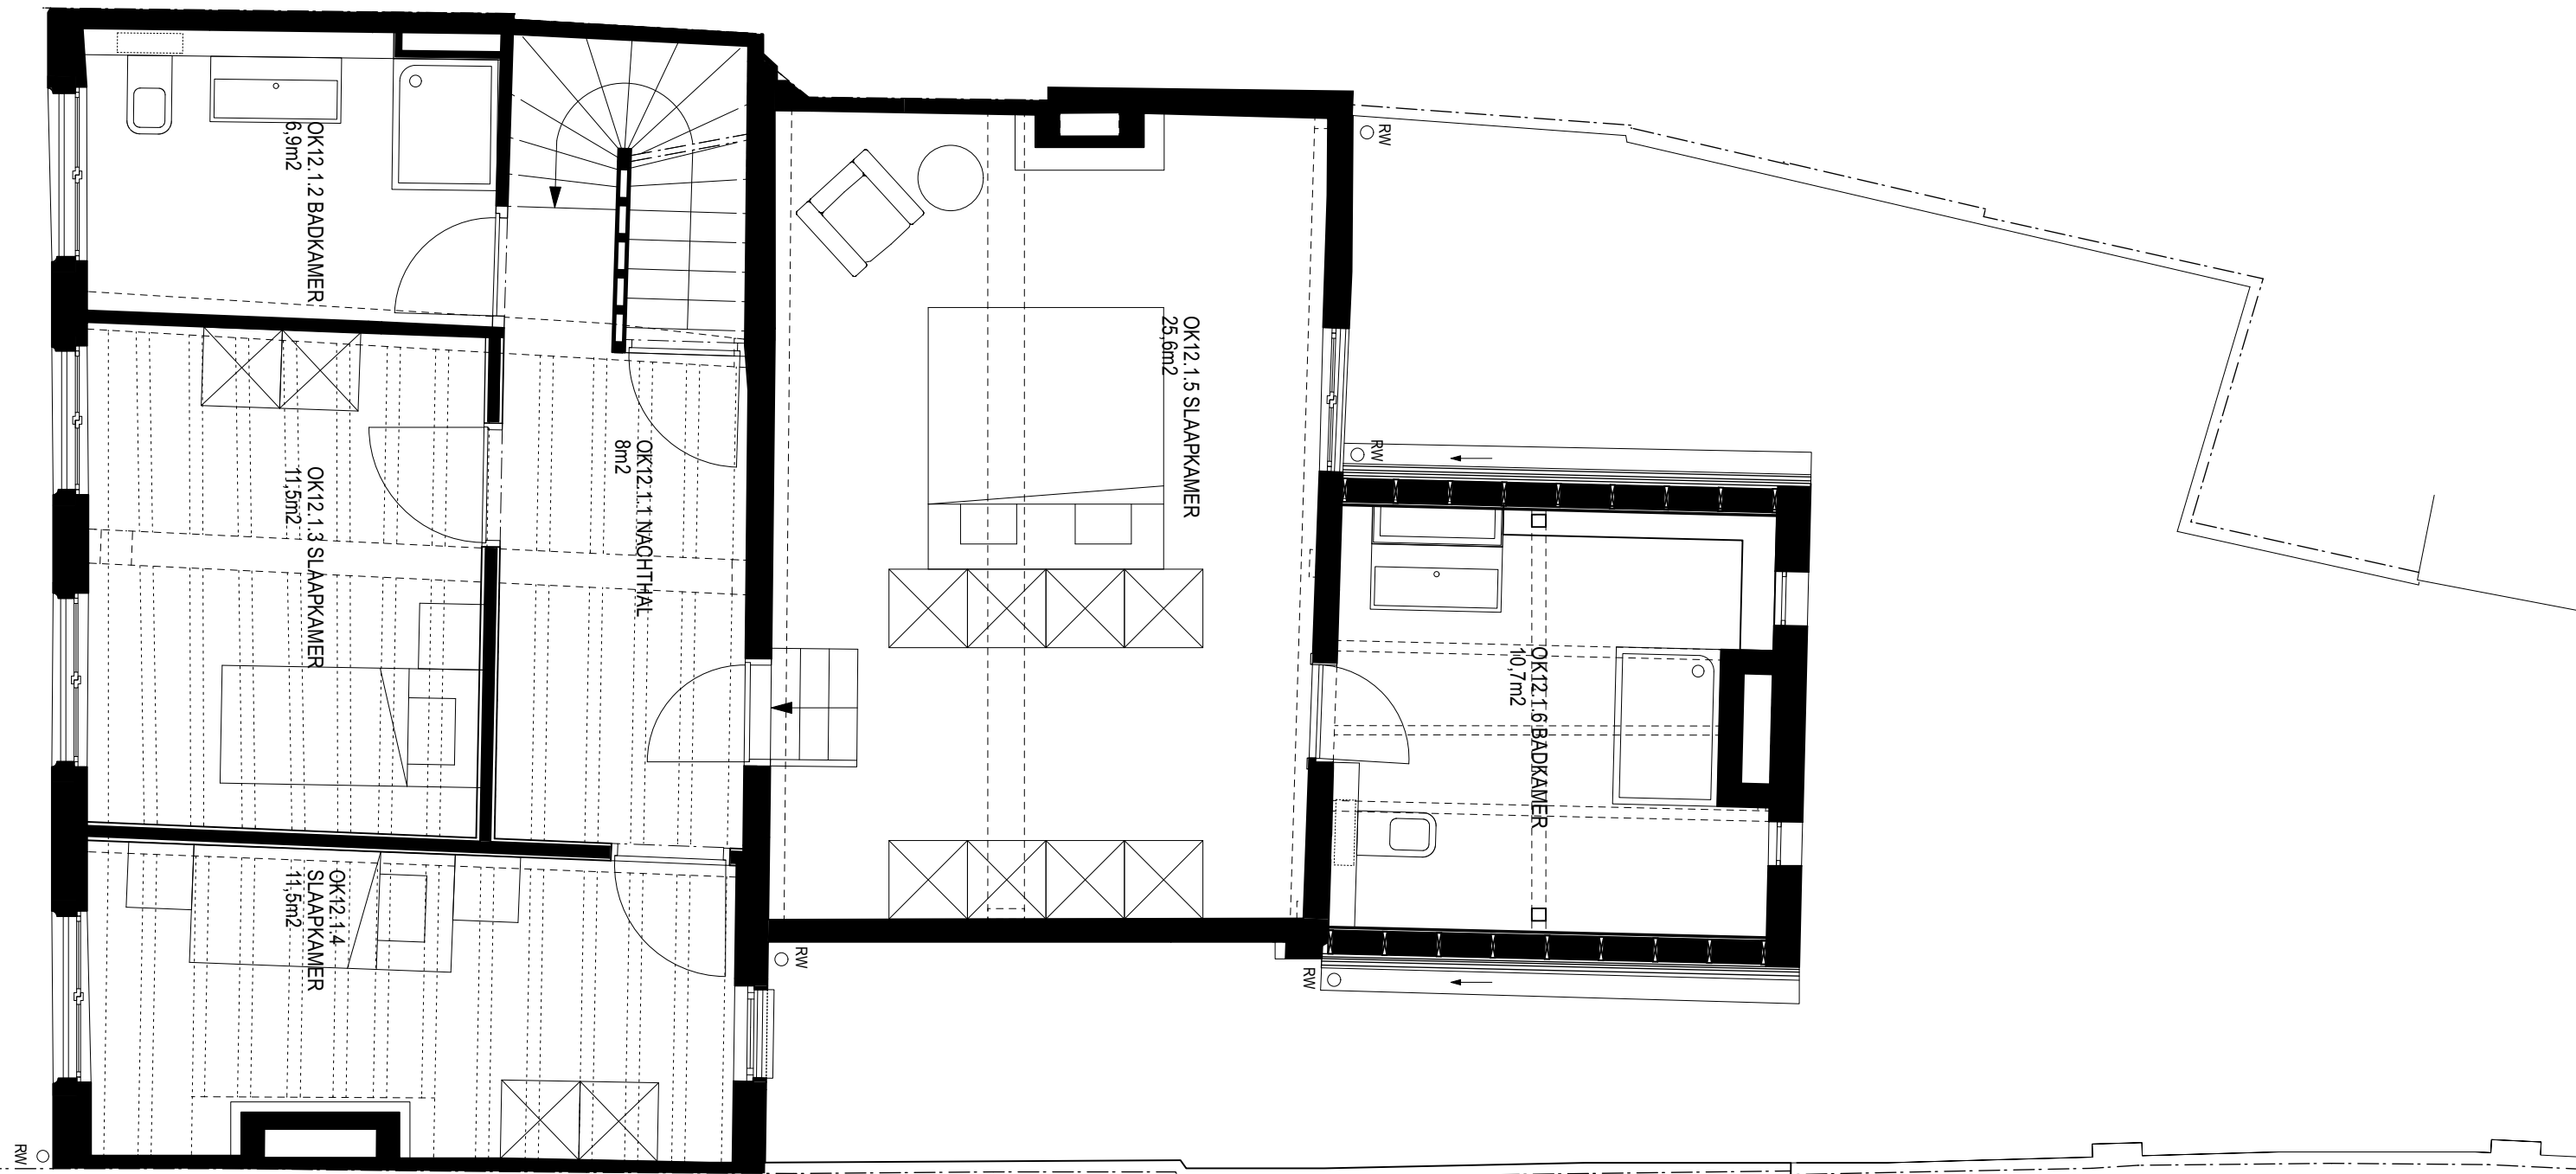 OK12.1.2 BADKAMER
6,9m2
OK12.1.3 SLAAPKAMER
11,5m2
OK12.1.4
SLAAPKAMER
11,5m2
OK12.1.1 NACHTHAL
8m2
OK12.1.5 SLAAPKAMER
25,6m2
OK12.1.6 BADKAMER
10,7m2
RW
RW
RW
RW
RW